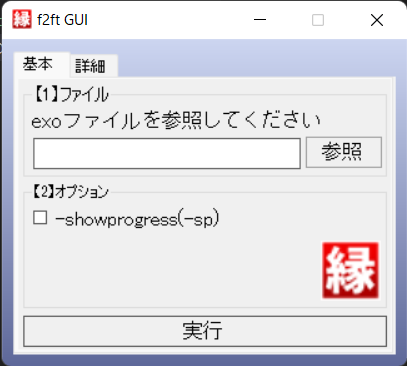 縁 f2ft GUI
基本 詳細
【1】ファイル
exoファイルを参照してください
参照
【2】オプション
-showprogress(-sp)
縁
実行